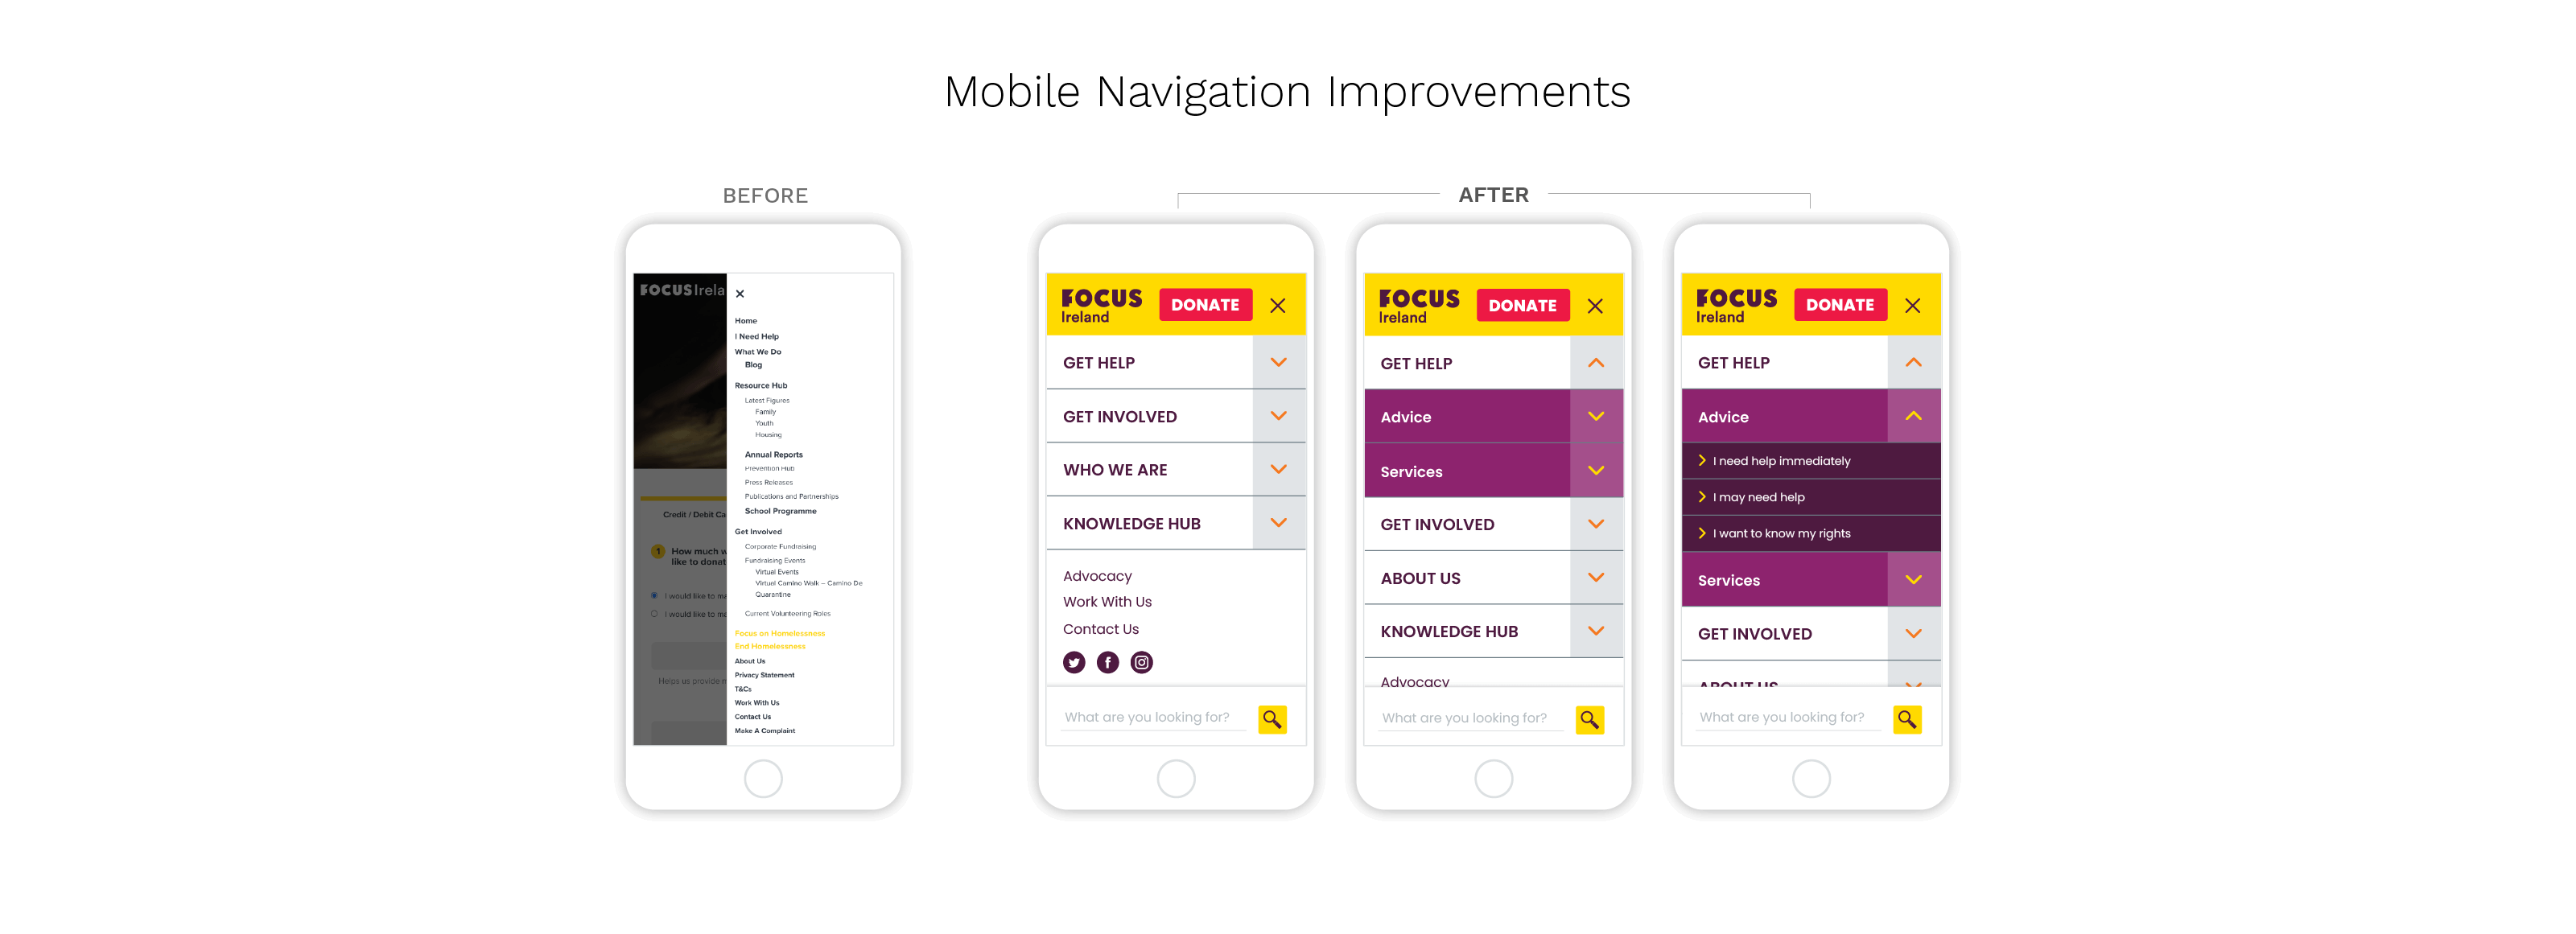 Mobile Navigation Improvements
BEFORE
AFTER
FOCUS Irela
Home
I Need Help
What We Do
Blog
Resource Hub
Latest Figures
Family
Youth
Housing
Annual Reports
Prevention Hub
Press Releases
Publications and Partnerships
School Programme
Get Involved
Corporate Fundraising
Fundraising Events
Virtual Events
Virtual Camino Walk – Camino De
Quarantine
Current Volunteering Roles
Focus on Homelessness
End Homelessness
About Us
Privacy Statement
T&Cs
Work With Us
Contact Us
Make A Complaint
Credit / Debit Ca
1 How much w
like to donat
I would like to ma
I would like to mo
Helps us provide n
FOCUS
Ireland
DONATE
GET HELP
GET INVOLVED
WHO WE ARE
KNOWLEDGE HUB
Advocacy
Work With Us
Contact Us
What are you looking for?
FOCUS
Ireland
DONATE
GET HELP
Advice
Services
GET INVOLVED
ABOUT US
KNOWLEDGE HUB
Advocacy
What are you looking for?
FOCUS
Ireland
DONATE
GET HELP
Advice
I need help immediately
I may need help
I want to know my rights
Services
GET INVOLVED
ABOUT US
What are you looking for?